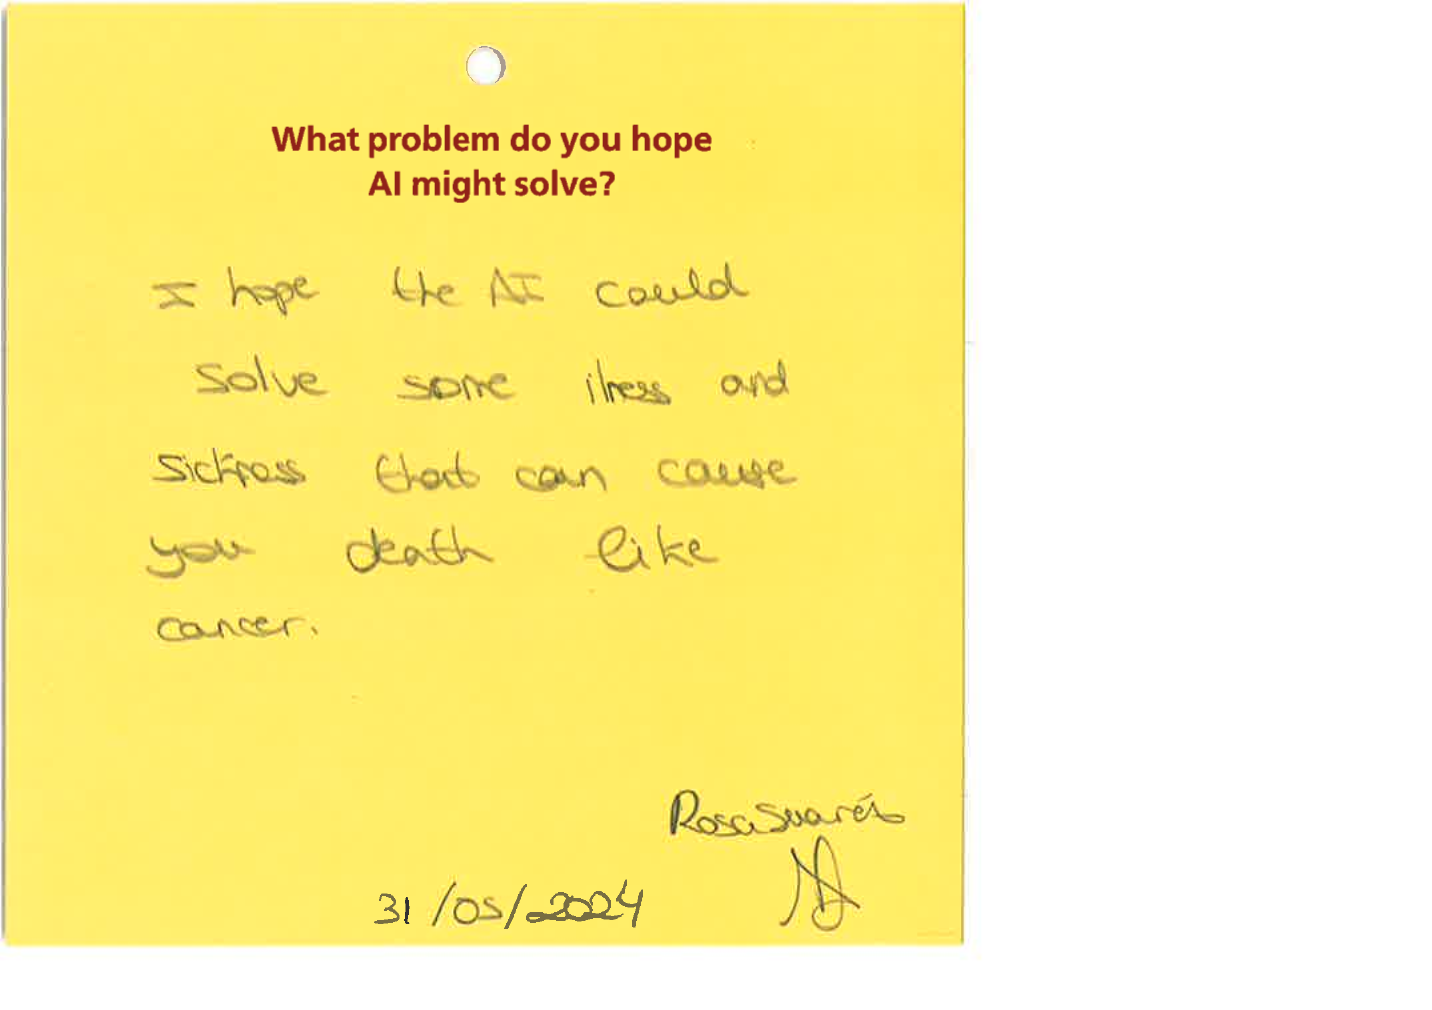 What problem do you hope
AI might solve?
I hope the AI could
solve some ilness and
sickness that can cause
you death like
cancer.
Rosa Suaréz
31/05/2024